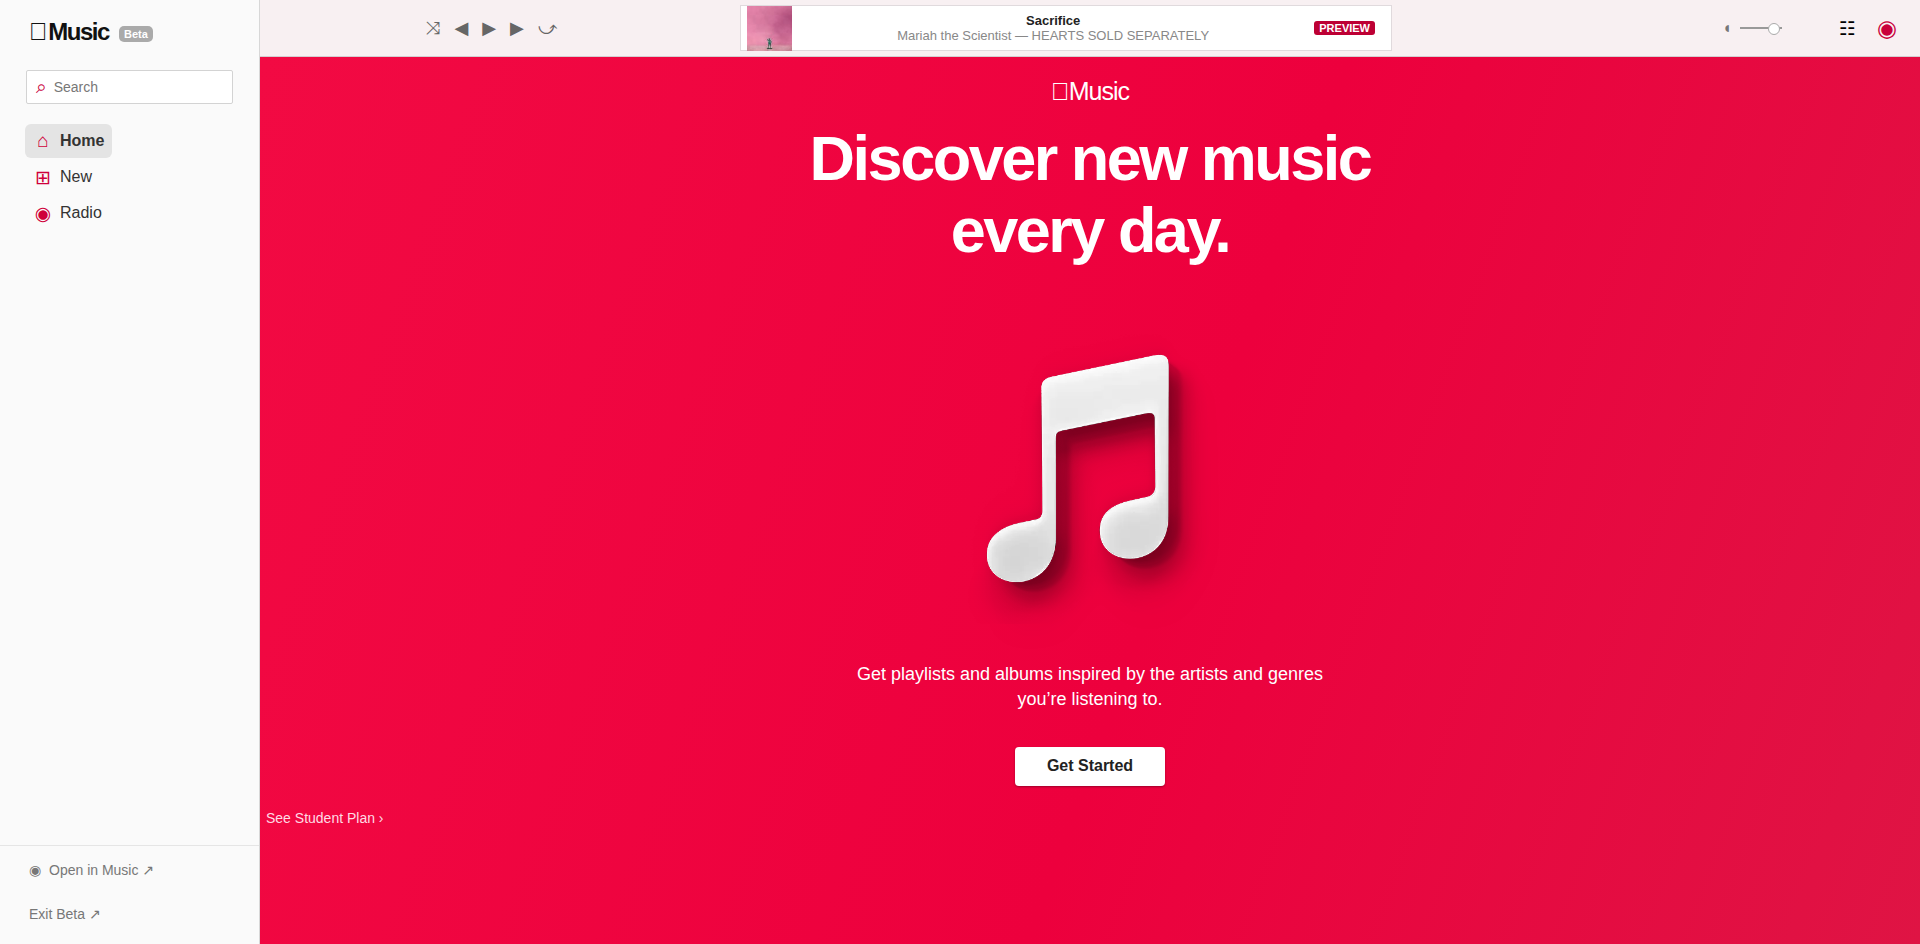 Music Beta
Search
Home
New
Radio
Open in Music ↗
Exit Beta ↗
Sacrifice
Mariah the Scientist — HEARTS SOLD SEPARATELY
PREVIEW
Music
Discover new music
every day.
Get playlists and albums inspired by the artists and genres
you're listening to.
Get Started
See Student Plan ›